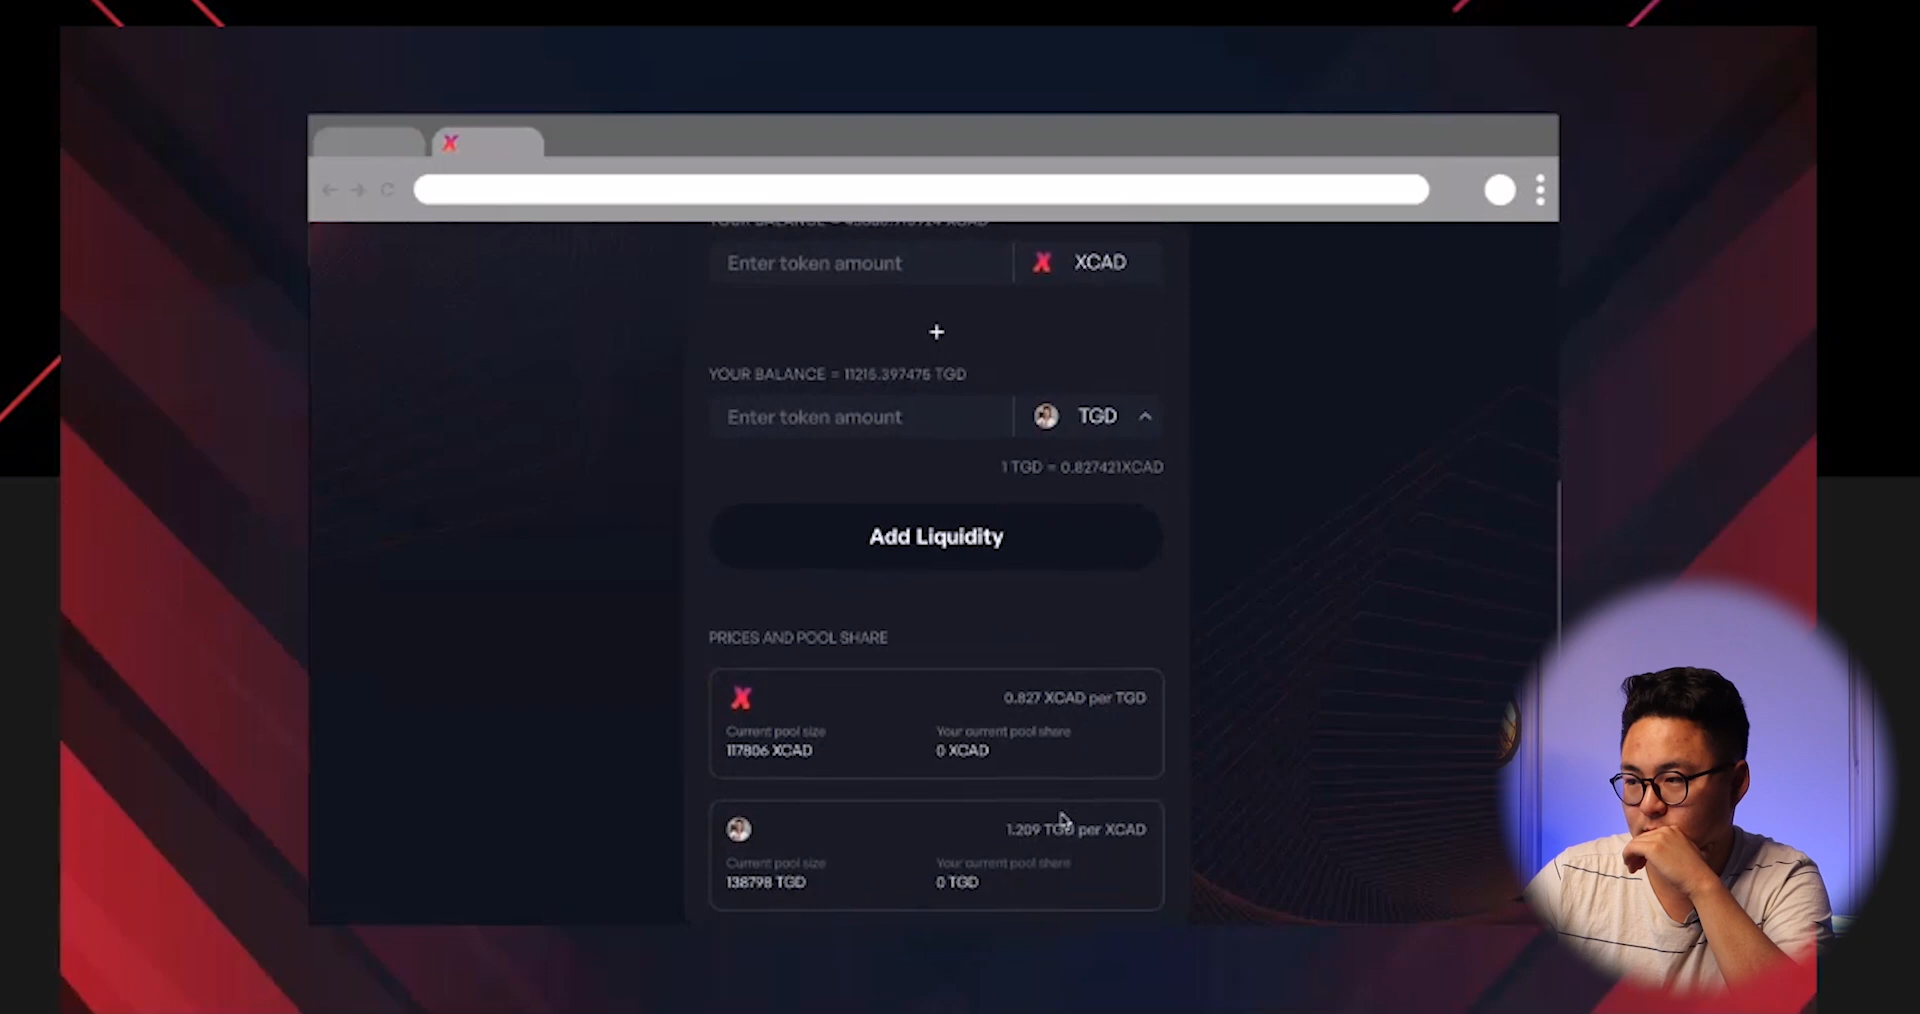 YOUR BALANCE =
Enter token amount
XCAD
+
YOUR BALANCE = 11215.397475 TGD
Enter token amount
TGD
1 TGD = 0.827421XCAD
Add Liquidity
PRICES AND POOL SHARE
0.827 XCAD per TGD
Current pool size
Your current pool share
117806 XCAD
0 XCAD
1.209 TGD per XCAD
Current pool size
Your current pool share
138798 TGD
0 TGD